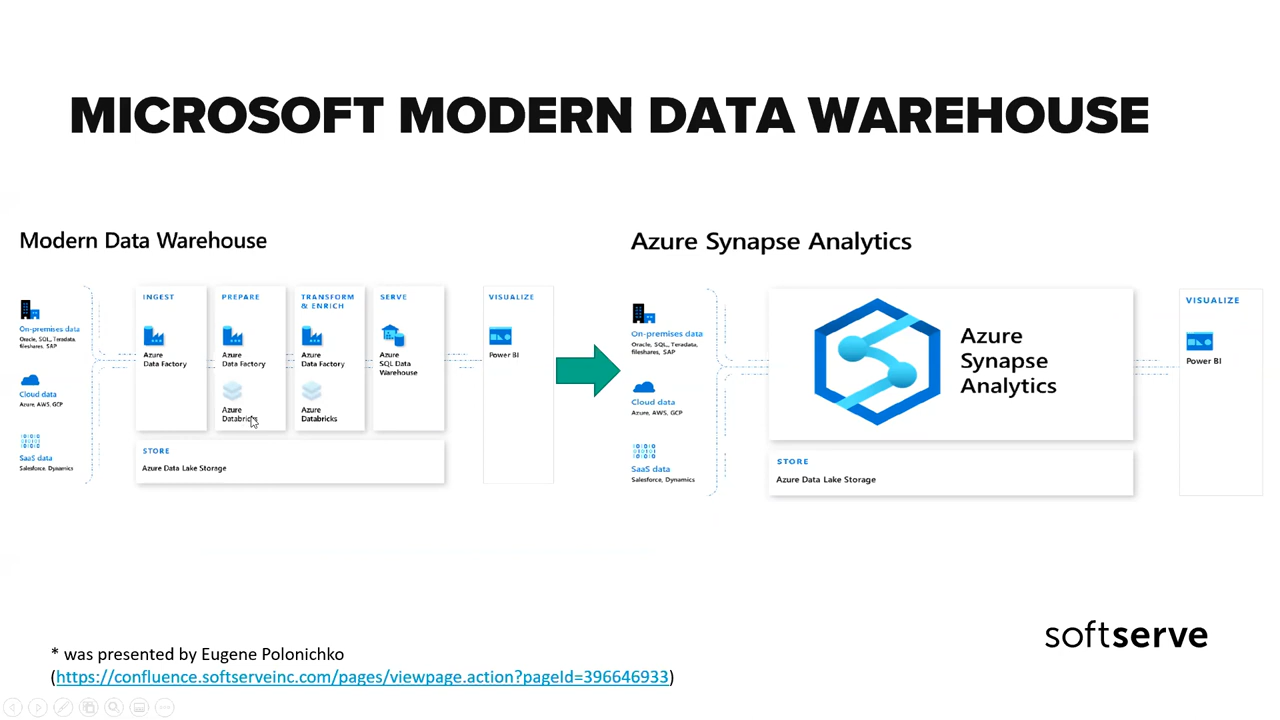 MICROSOFT MODERN DATA WAREHOUSE
Modern Data Warehouse
On-premises data
Oracle, SQL, Teradata,
fileshares, SAP
Cloud data
Azure, AWS, GCP
SaaS data
Salesforce, Dynamics
INGEST
Azure
Data Factory
PREPARE
Azure
Data Factory
Azure
Databricks
TRANSFORM
& ENRICH
Azure
Data Factory
Azure
Databricks
SERVE
Azure
SQL Data
Warehouse
STORE
Azure Data Lake Storage
VISUALIZE
Power BI
Azure Synapse Analytics
On-premises data
Oracle, SQL, Teradata,
fileshares, SAP
Cloud data
Azure, AWS, GCP
SaaS data
Salesforce, Dynamics
Azure
Synapse
Analytics
STORE
Azure Data Lake Storage
VISUALIZE
Power BI
softserve
* was presented by Eugene Polonichko
(https://confluence.softserveinc.com/pages/viewpage.action?pageId=396646933)